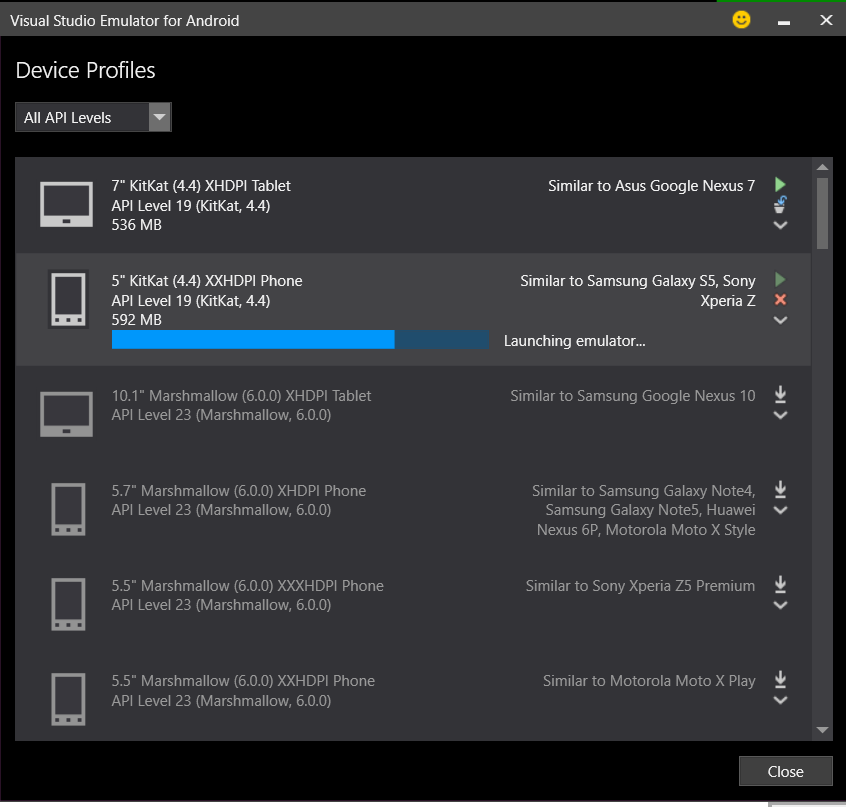 Visual Studio Emulator for Android
Device Profiles
All API Levels
7" KitKat (4.4) XHDPI Tablet
API Level 19 (KitKat, 4.4)
536 MB
Similar to Asus Google Nexus 7
5" KitKat (4.4) XXHDPI Phone
API Level 19 (KitKat, 4.4)
592 MB
Similar to Samsung Galaxy S5, Sony
Xperia Z
Launching emulator...
10.1" Marshmallow (6.0.0) XHDPI Tablet
API Level 23 (Marshmallow, 6.0.0)
Similar to Samsung Google Nexus 10
5.7" Marshmallow (6.0.0) XHDPI Phone
API Level 23 (Marshmallow, 6.0.0)
Similar to Samsung Galaxy Note4,
Samsung Galaxy Note5, Huawei
Nexus 6P, Motorola Moto X Style
5.5" Marshmallow (6.0.0) XXXHDPI Phone
API Level 23 (Marshmallow, 6.0.0)
Similar to Sony Xperia Z5 Premium
5.5" Marshmallow (6.0.0) XXHDPI Phone
API Level 23 (Marshmallow, 6.0.0)
Similar to Motorola Moto X Play
Close